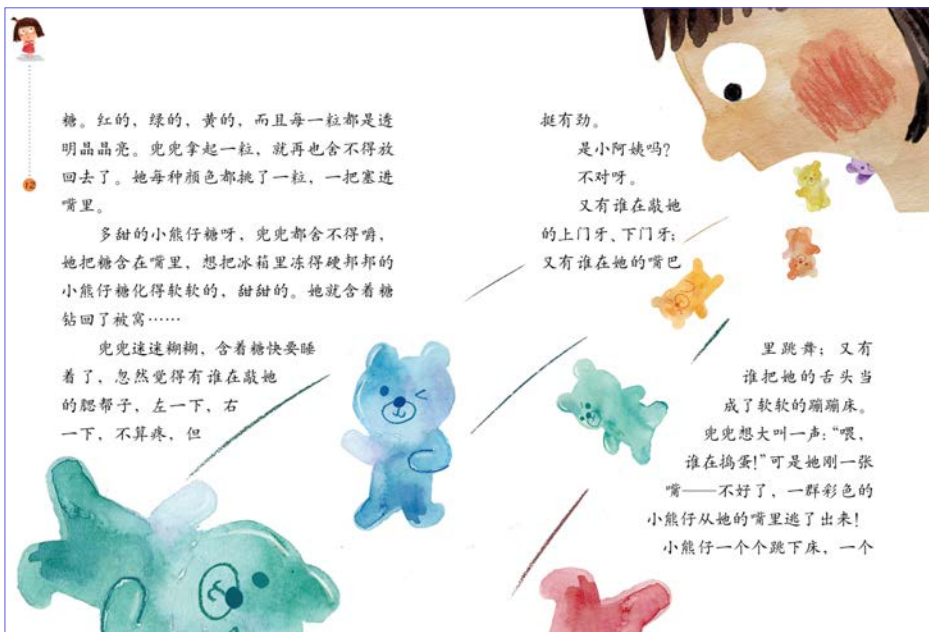 12
糖。红的，绿的，黄的，而且每一粒都是透
明晶晶亮。兜兜拿起一粒，就再也舍不得放
回去了。她每种颜色都挑了一粒，一把塞进
嘴里。
多甜的小熊仔糖呀，兜兜都舍不得嚼，
她把糖含在嘴里，想把冰箱里冻得硬邦邦的
小熊仔糖化得软软的，甜甜的。她就含着糖
钻回了被窝……
兜兜迷迷糊糊，含着糖快要睡
着了，忽然觉得有谁在敲她
的腮帮子，左一下，右
一下，不算疼，但
挺有劲。
是小阿姨吗？
不对呀。
又有谁在敲她
的上门牙、下门牙；
又有谁在她的嘴巴
里跳舞；又有
谁把她的舌头当
成了软软的蹦蹦床。
兜兜想大叫一声：“喂，
谁在捣蛋！”可是她刚一张
嘴——不好了，一群彩色的
小熊仔从她的嘴里逃了出来！
小熊仔一个个跳下床，一个